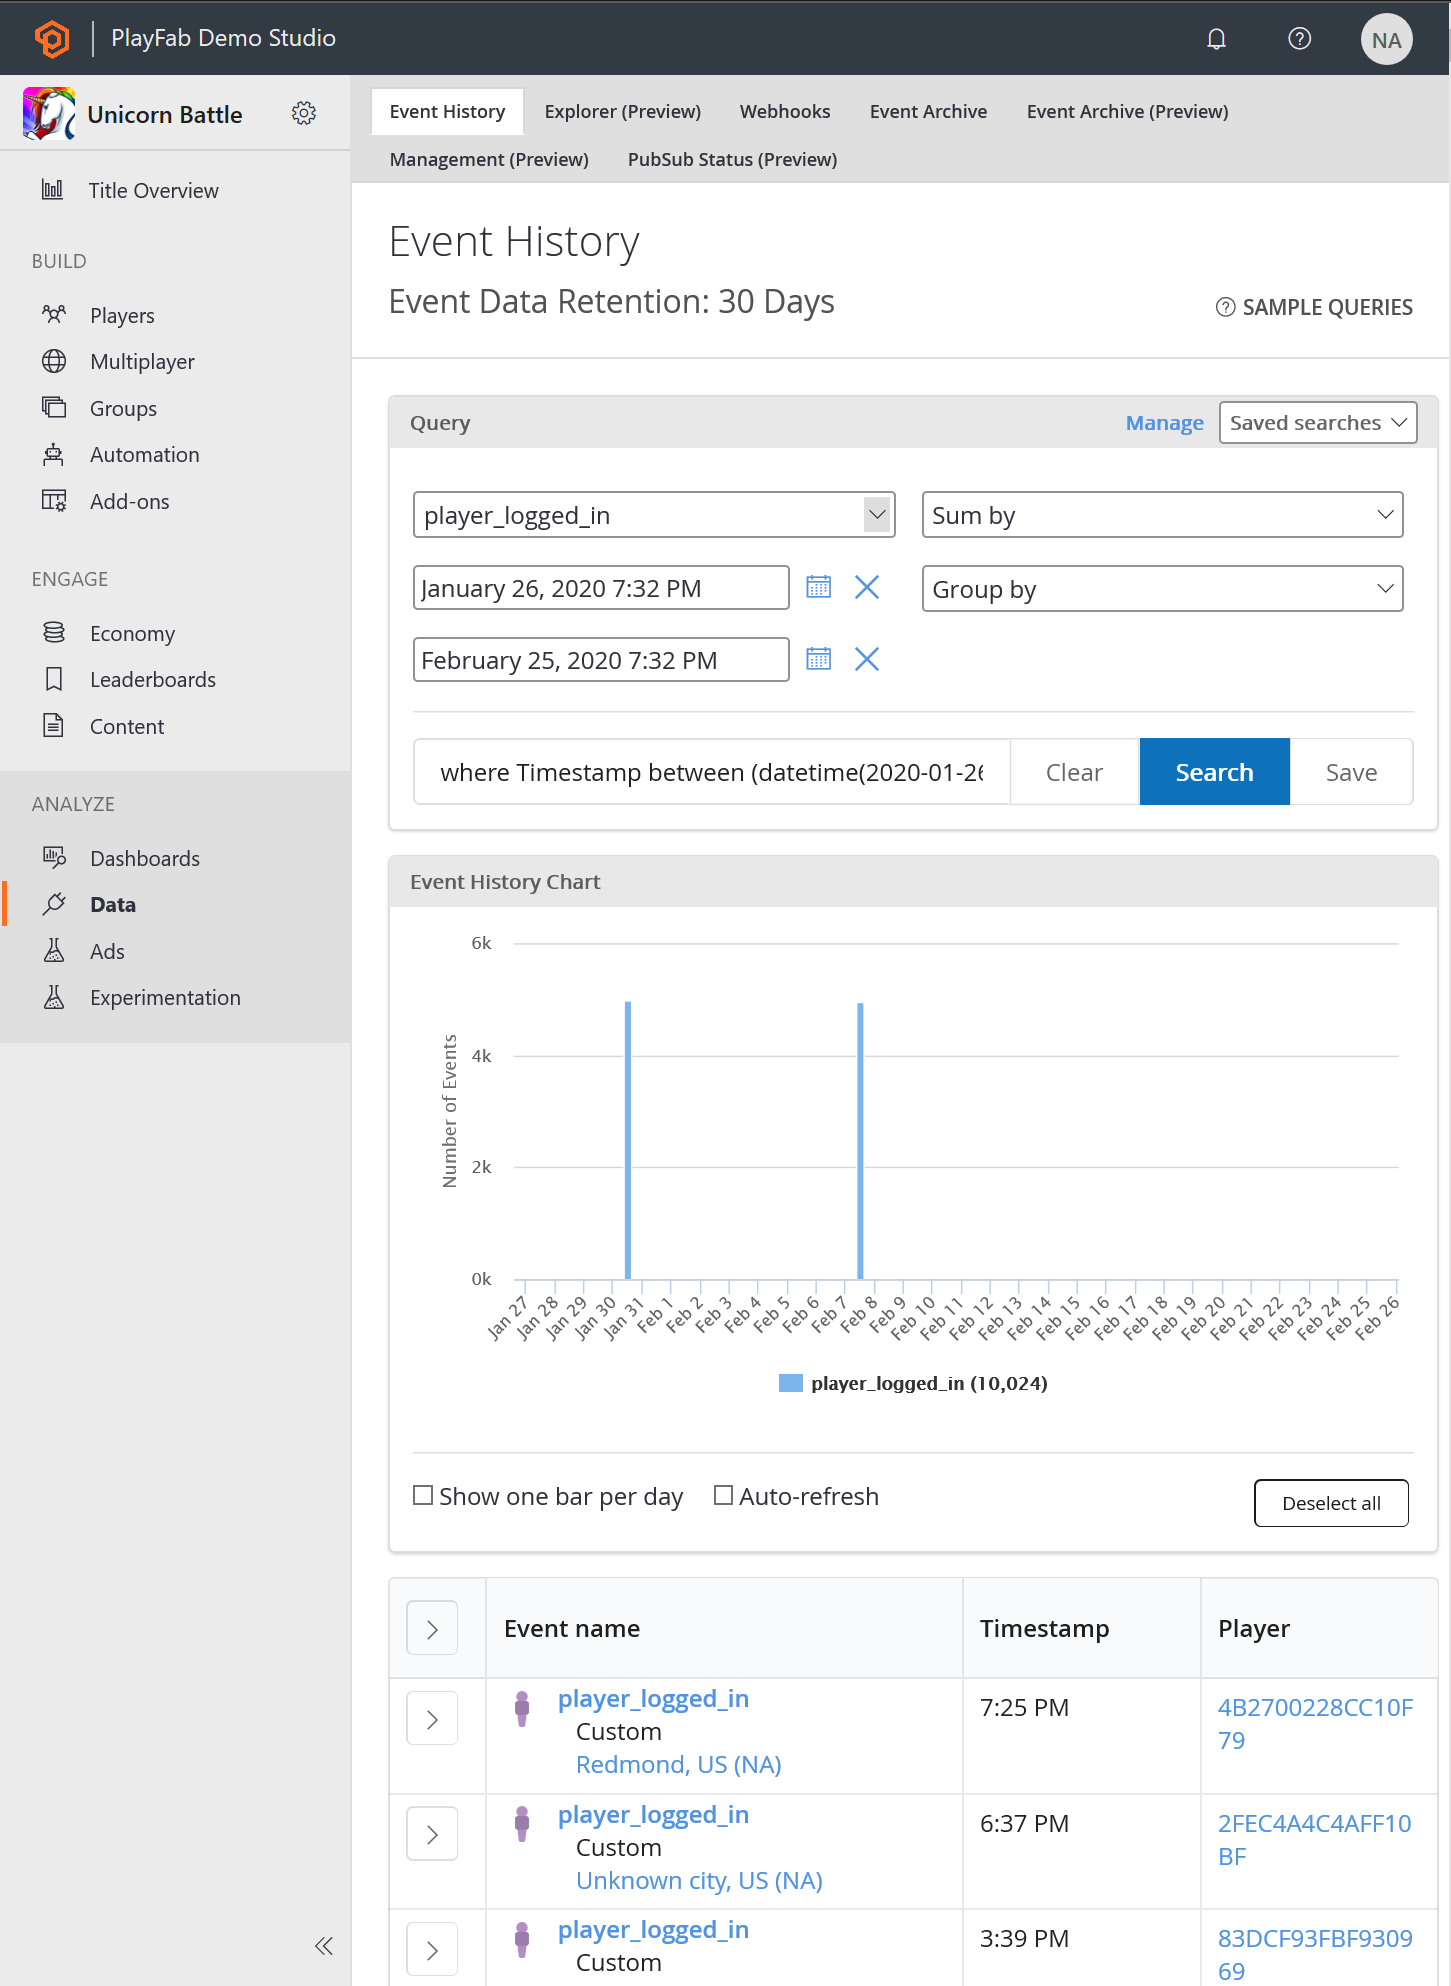 PlayFab Demo Studio
NA
Unicorn Battle
Title Overview
BUILD
Players
Multiplayer
Groups
Automation
Add-ons
ENGAGE
Economy
Leaderboards
Content
ANALYZE
Dashboards
Data
Ads
Experimentation
Event History
Explorer (Preview)
Webhooks
Event Archive
Event Archive (Preview)
Management (Preview)
PubSub Status (Preview)
Event History
Event Data Retention: 30 Days
SAMPLE QUERIES
Query
Manage
Saved searches
player_logged_in
Sum by
January 26, 2020 7:32 PM
Group by
February 25, 2020 7:32 PM
where Timestamp between (datetime(2020-01-26
Clear
Search
Save
Event History Chart
Number of Events
6k
4k
2k
0k
Jan 27
Jan 28
Jan 29
Jan 30
Jan 31
Feb 1
Feb 2
Feb 3
Feb 4
Feb 5
Feb 6
Feb 7
Feb 8
Feb 9
Feb 10
Feb 11
Feb 12
Feb 13
Feb 14
Feb 15
Feb 16
Feb 17
Feb 18
Feb 19
Feb 20
Feb 21
Feb 22
Feb 23
Feb 24
Feb 25
Feb 26
player_logged_in (10,024)
Show one bar per day
Auto-refresh
Deselect all
Event name
Timestamp
Player
player_logged_in
Custom
Redmond, US (NA)
7:25 PM
4B2700228CC10F
79
player_logged_in
Custom
Unknown city, US (NA)
6:37 PM
2FEC4A4C4AFF10
BF
player_logged_in
Custom
3:39 PM
83DCF93FBF9309
69